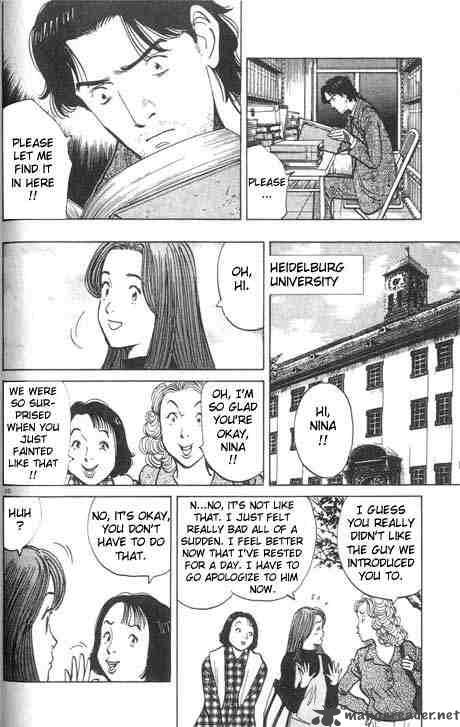 PLEASE
...
PLEASE
LET ME
FIND IT
IN HERE
!!
HEIDELBURG
UNIVERSITY
HI,
NINA
!!
OH,
HI.
OH, I'M
SO GLAD
YOU'RE
OKAY,
NINA
!!
WE WERE
SO SUR-
PRISED
WHEN YOU
JUST
FAINTED
LIKE THAT
!!
I GUESS
YOU REALLY
DIDN'T LIKE
THE GUY WE
INTRODUCED
YOU TO.
N...NO, IT'S NOT LIKE
THAT. I JUST FELT
REALLY BAD ALL OF A
SUDDEN. I FEEL BETTER
NOW THAT I'VE RESTED
FOR A DAY. I HAVE TO
GO APOLOGIZE TO HIM
NOW.
NO, IT'S OKAY,
YOU DON'T
HAVE TO DO
THAT.
HUH
?